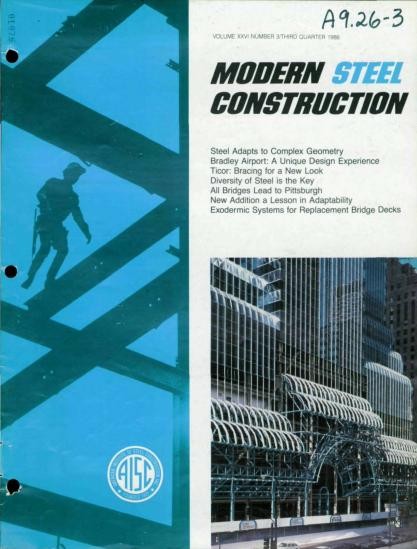 A9.26-3
VOLUME XXVI NUMBER 3/THIRD QUARTER 1986
MODERN STEEL
CONSTRUCTION
Steel Adapts to Complex Geometry
Bradley Airport: A Unique Design Experience
Ticor: Bracing for a New Look
Diversity of Steel is the Key
All Bridges Lead to Pittsburgh
New Addition a Lesson in Adaptability
Exodermic Systems for Replacement Bridge Decks
AISC